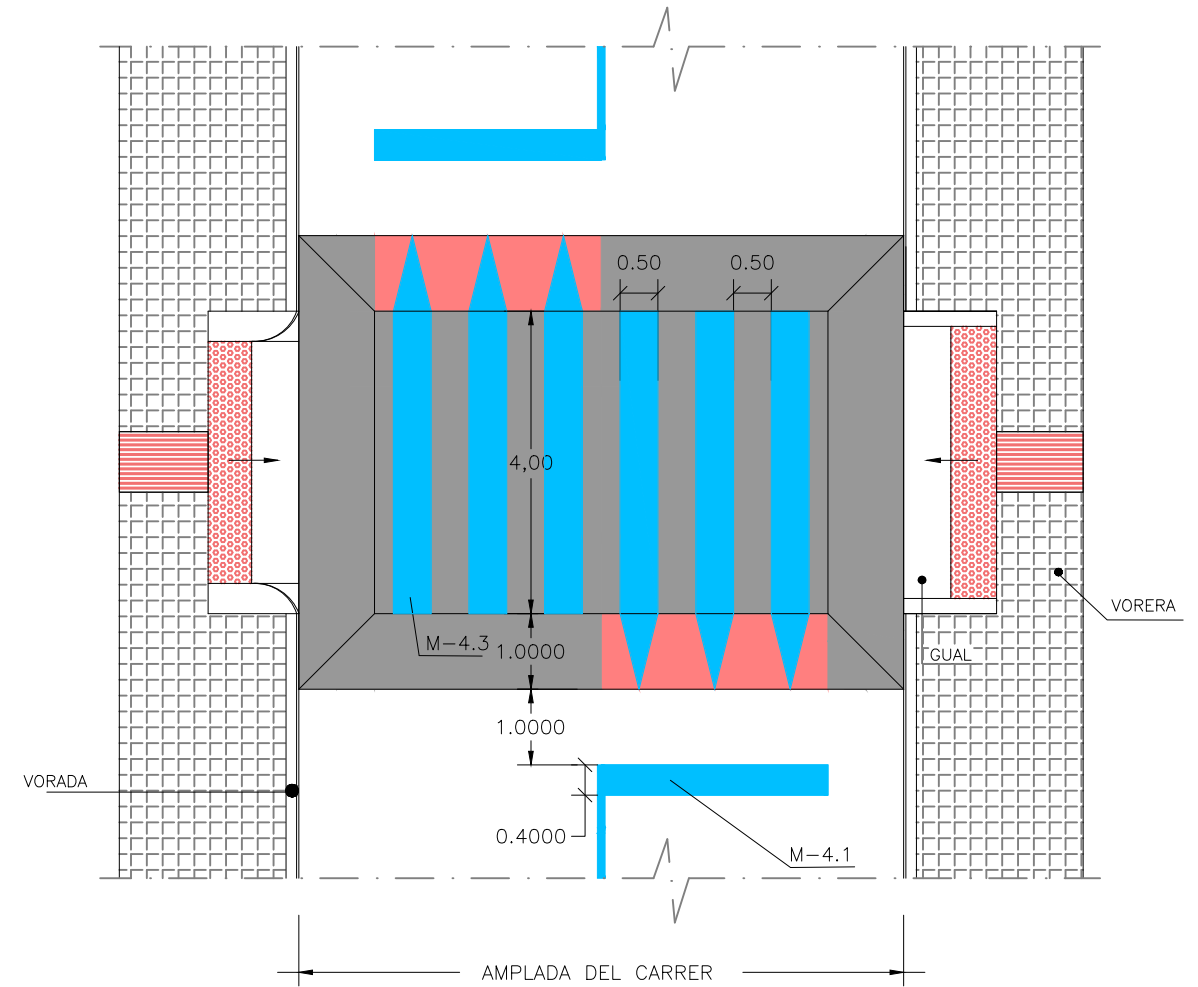 0.50
0.50
4,00
VORERA
M-4.3
1.0000
GUAL
1.0000
VORADA
0.4000
M-4.1
AMPLADA DEL CARRER